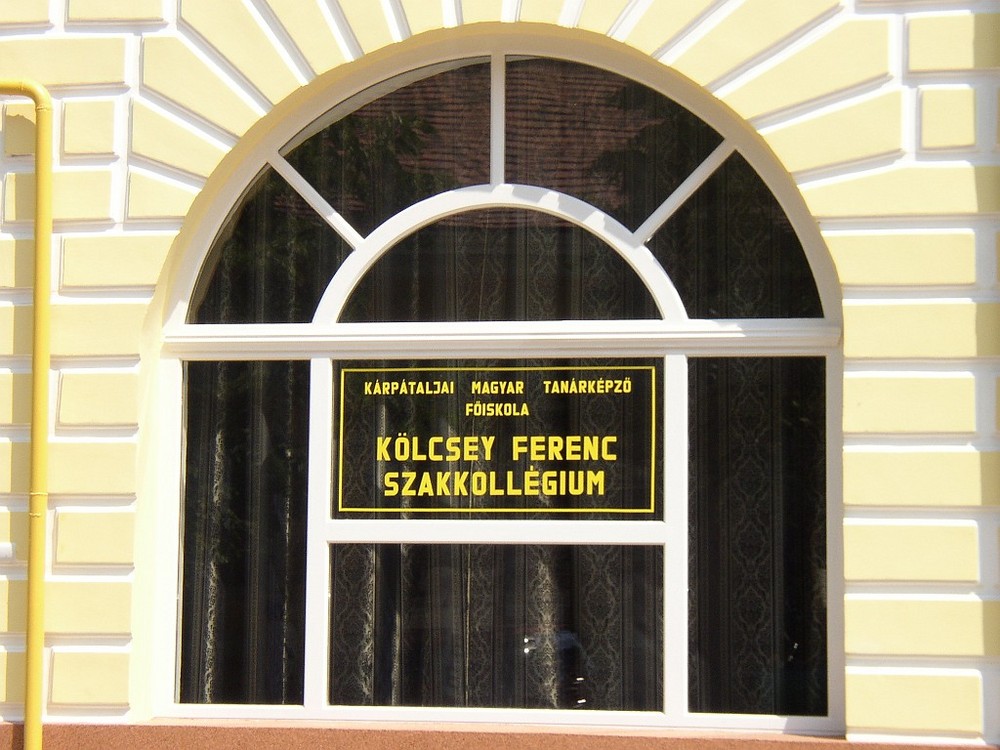 KÁRPÁTALJAI MAGYAR TANÁRKÉPZŐ
FŐISKOLA
KÖLCSEY FERENC
SZAKKOLLÉGIUM